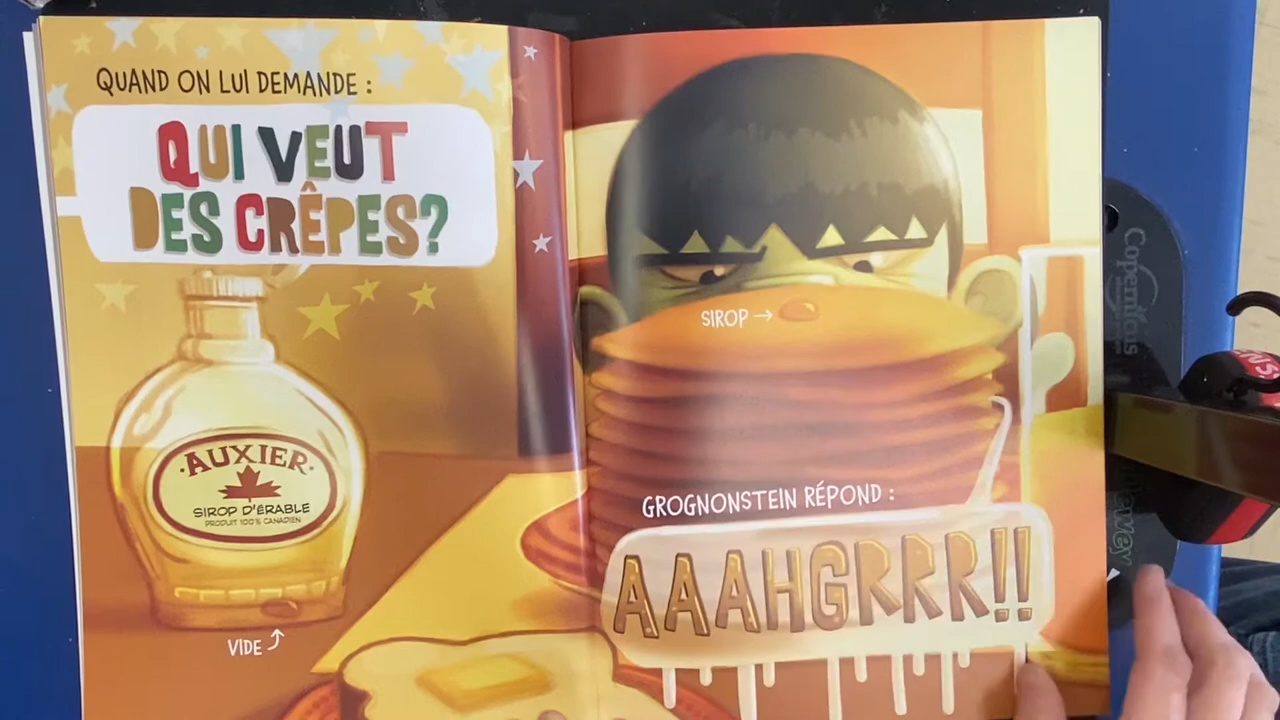 QUAND ON LUI DEMANDE :
QUI VEUT
DES CRÊPES?
AUXIER
SIROP D'ÉRABLE
PRODUIT 100% CANADIEN
VIDE
SIROP →
GROGNONSTEIN RÉPOND :
AAAHGRRR!!
Copernicus